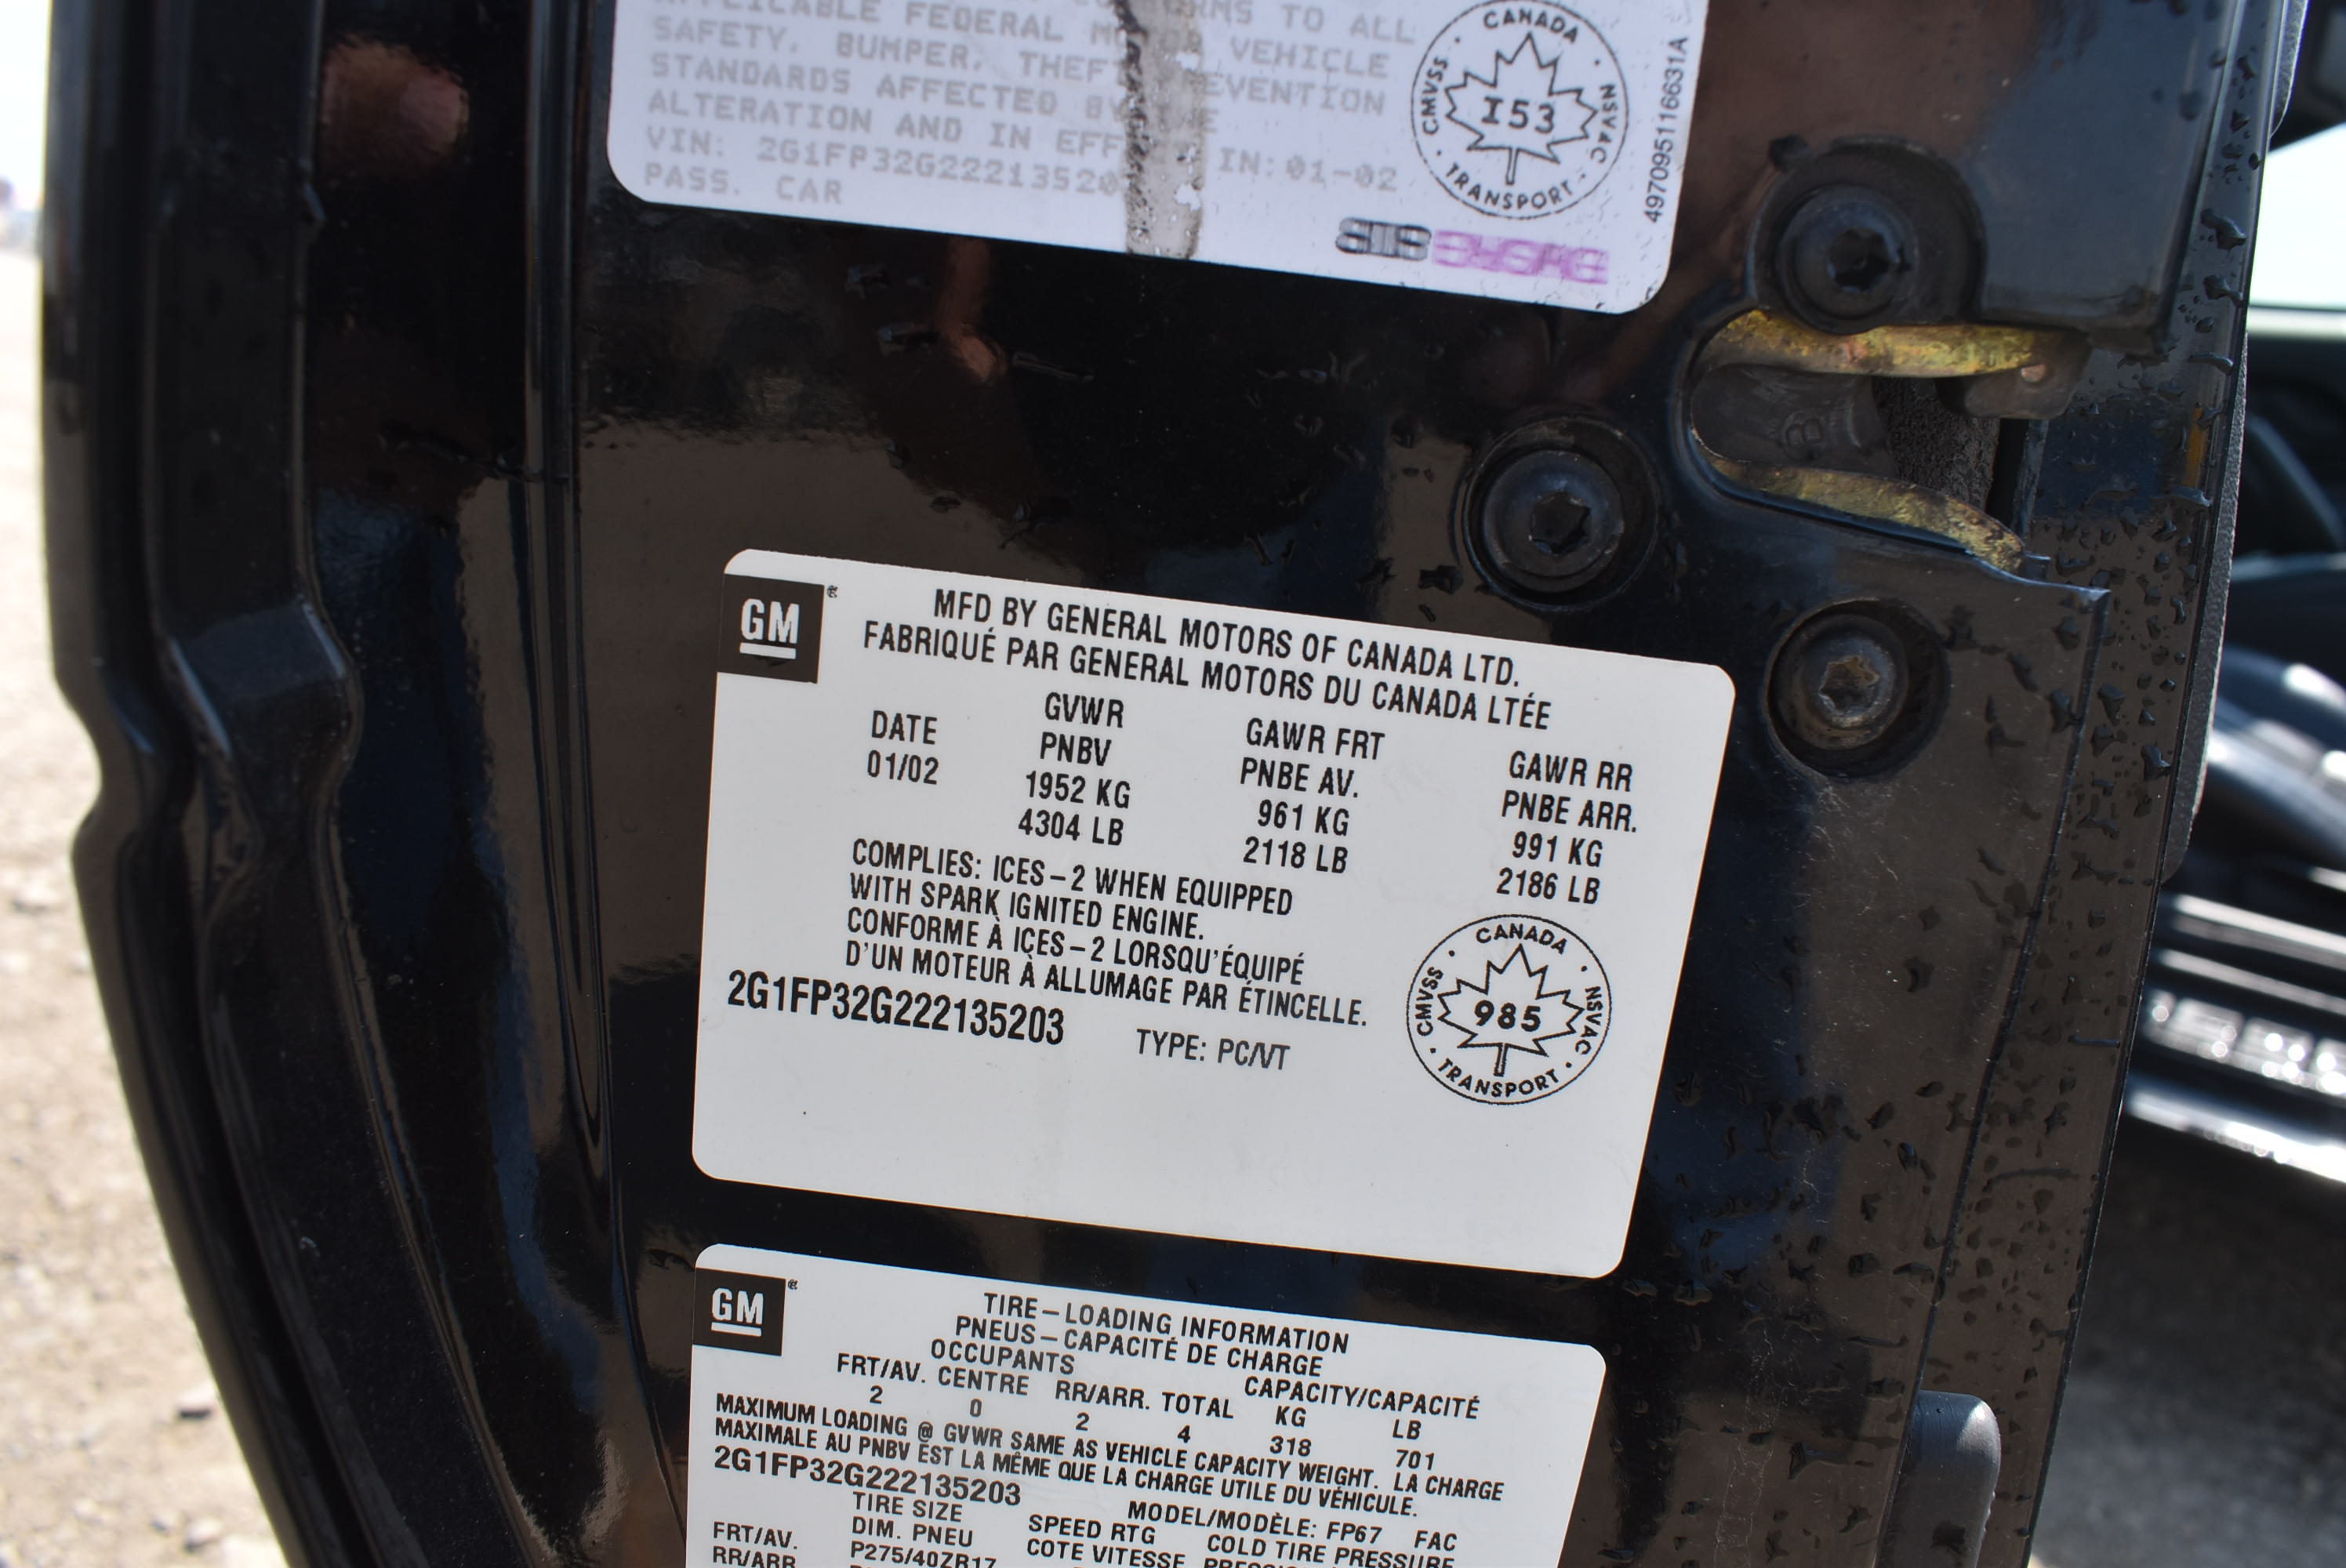 APPLICABLE FEDERAL MOTOR VEHICLE
SAFETY, BUMPER, THEFT PREVENTION
STANDARDS AFFECTED BY THE
ALTERATION AND IN EFFECT IN: 01-02
VIN: 2G1FP32G22213520
PASS. CAR
CANADA · NSVAC · TRANSPORT · CMVSS ·
I53
4970951166631A
GM
MFD BY GENERAL MOTORS OF CANADA LTD.
FABRIQUÉ PAR GENERAL MOTORS DU CANADA LTÉE
DATE GVWR GAWR FRT GAWR RR
PNBV PNBE AV. PNBE ARR.
01/02 1952 KG 961 KG 991 KG
4304 LB 2118 LB 2186 LB
COMPLIES: ICES-2 WHEN EQUIPPED
WITH SPARK IGNITED ENGINE.
CONFORME À ICES-2 LORSQU'ÉQUIPÉ
D'UN MOTEUR À ALLUMAGE PAR ÉTINCELLE.
2G1FP32G222135203 TYPE: PC/VT
CANADA · NSVAC · TRANSPORT · CMVSS ·
985
GM
TIRE-LOADING INFORMATION
PNEUS-CAPACITÉ DE CHARGE
OCCUPANTS CAPACITY/CAPACITÉ
FRT/AV. CENTRE RR/ARR. TOTAL KG LB
2 0 2 4 318 701
MAXIMUM LOADING @ GVWR SAME AS VEHICLE CAPACITY WEIGHT. LA CHARGE
MAXIMALE AU PNBV EST LA MÊME QUE LA CHARGE UTILE DU VÉHICULE.
2G1FP32G222135203 MODEL/MODÈLE: FP67 FAC
TIRE SIZE SPEED RTG COLD TIRE PRESSURE
DIM. PNEU COTE VITESSE
FRT/AV. P275/40ZR17
RR/ARR